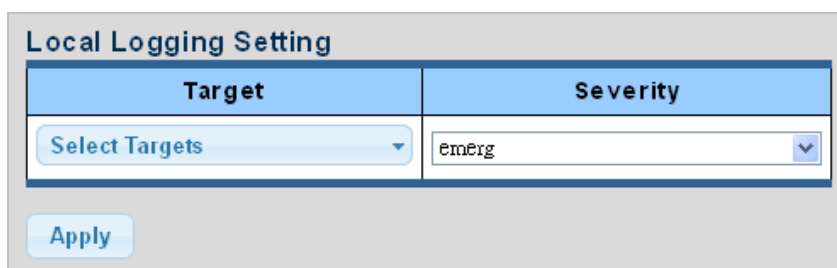 Local Logging Setting
Target Severity
Select Targets emerg
Apply